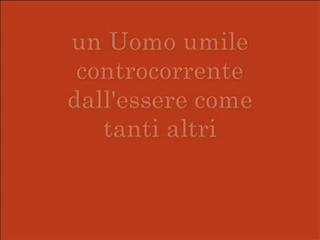 un Uomo umile
controcorrente
dall'essere come
tanti altri